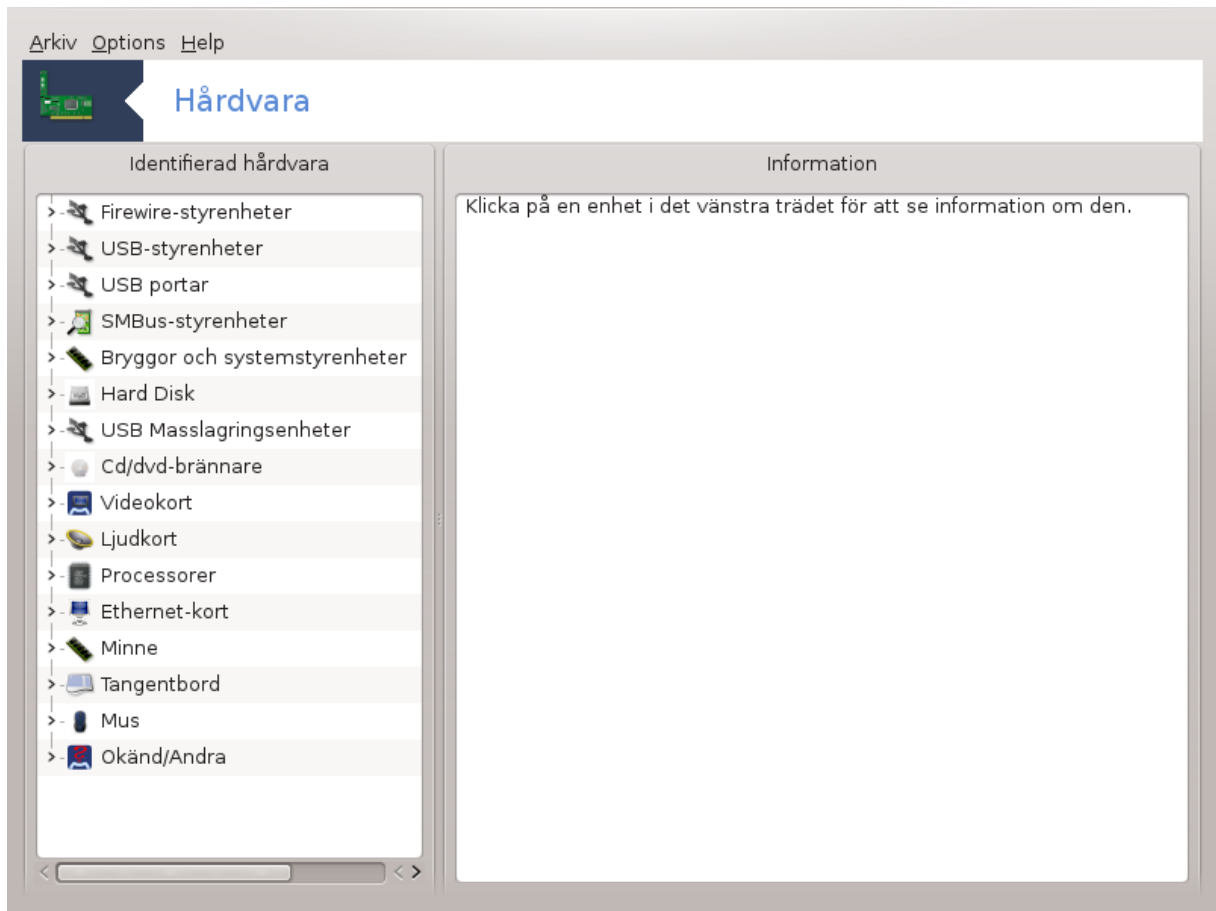 Arkiv Options Help
Hårdvara
Identifierad hårdvara
Firewire-styrenheter
USB-styrenheter
USB portar
SMBus-styrenheter
Bryggor och systemstyrenheter
Hard Disk
USB Masslagringsenheter
Cd/dvd-brännare
Videokort
Ljudkort
Processorer
Ethernet-kort
Minne
Tangentbord
Mus
Okänd/Andra
Information
Klicka på en enhet i det vänstra trädet för att se information om den.